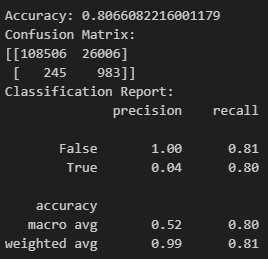 Accuracy: 0.8066082216001179
Confusion Matrix:
[[108506  26006]
 [   245    983]]
Classification Report:
              precision    recall
       False       1.00      0.81
        True       0.04      0.80
    accuracy
   macro avg       0.52      0.80
weighted avg       0.99      0.81